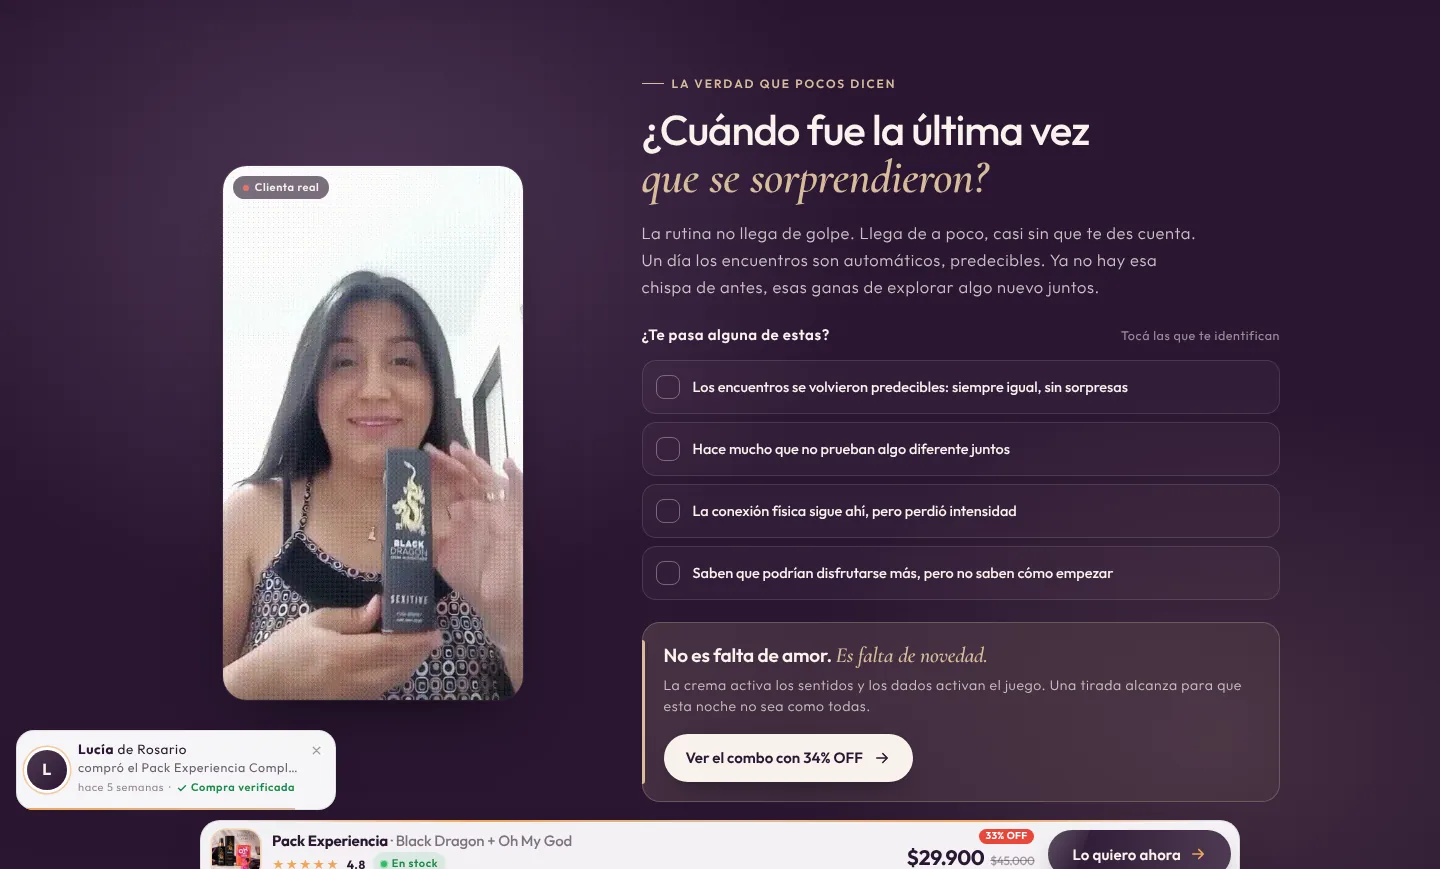 LA VERDAD QUE POCOS DICEN
¿Cuándo fue la última vez
que se sorprendieron?
La rutina no llega de golpe. Llega de a poco, casi sin que te des cuenta.
Un día los encuentros son automáticos, predecibles. Ya no hay esa
chispa de antes, esas ganas de explorar algo nuevo juntos.
¿Te pasa alguna de estas?
Tocá las que te identifican
Los encuentros se volvieron predecibles: siempre igual, sin sorpresas
Hace mucho que no prueban algo diferente juntos
La conexión física sigue ahí, pero perdió intensidad
Saben que podrían disfrutarse más, pero no saben cómo empezar
No es falta de amor. Es falta de novedad.
La crema activa los sentidos y los dados activan el juego. Una tirada alcanza para que
esta noche no sea como todas.
Ver el combo con 34% OFF →
Clienta real
BLACK
DRAGON
SENITIVE
L
Lucía de Rosario
compró el Pack Experiencia Compl...
hace 5 semanas · ✓ Compra verificada
Pack Experiencia · Black Dragon + Oh My God
★★★★★ 4.8 En stock
33% OFF
$29.900 $45.000
Lo quiero ahora →